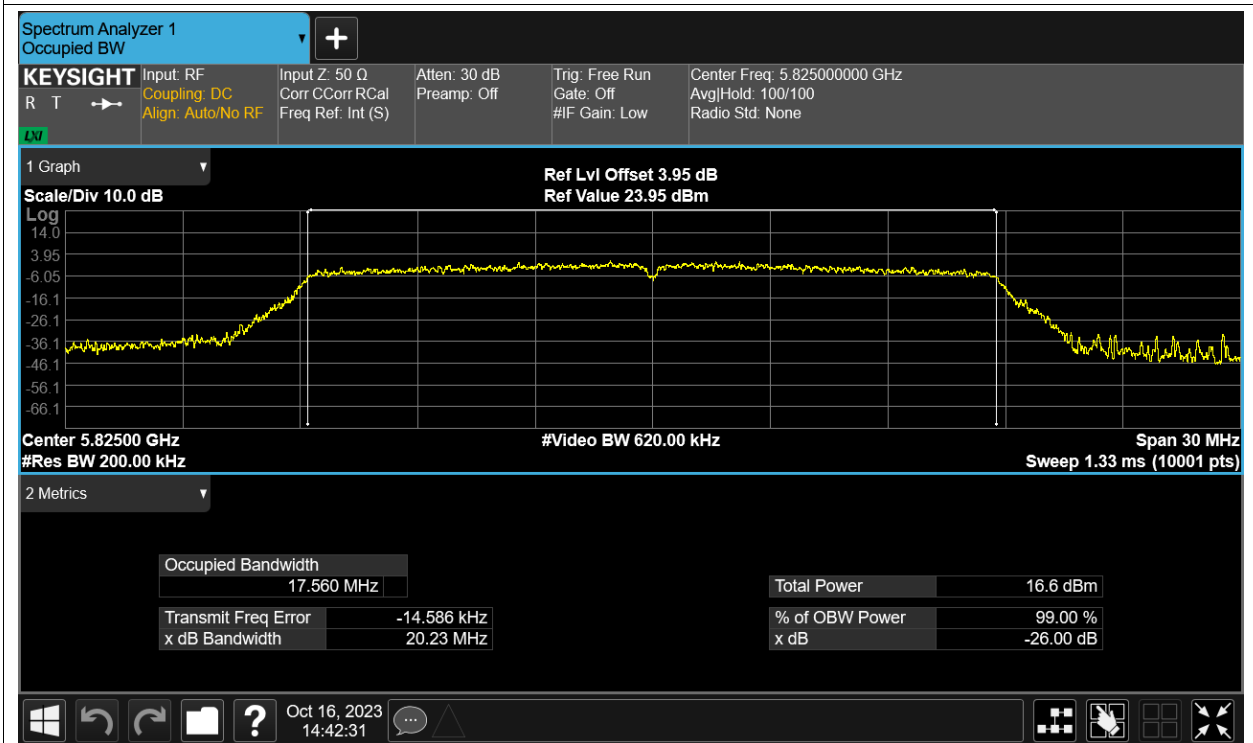 Spectrum Analyzer 1
Occupied BW
KEYSIGHT
R T
LXI
Input: RF
Coupling: DC
Align: Auto/No RF
Input Z: 50 Ω
Corr CCorr RCal
Freq Ref: Int (S)
Atten: 30 dB
Preamp: Off
Trig: Free Run
Gate: Off
#IF Gain: Low
Center Freq: 5.825000000 GHz
Avg|Hold: 100/100
Radio Std: None
1 Graph
Scale/Div 10.0 dB
Ref Lvl Offset 3.95 dB
Ref Value 23.95 dBm
Log
14.0
3.95
-6.05
-16.1
-26.1
-36.1
-46.1
-56.1
-66.1
Center 5.82500 GHz
#Res BW 200.00 kHz
#Video BW 620.00 kHz
Span 30 MHz
Sweep 1.33 ms (10001 pts)
2 Metrics
Occupied Bandwidth
17.560 MHz
Transmit Freq Error -14.586 kHz
x dB Bandwidth 20.23 MHz
Total Power 16.6 dBm
% of OBW Power 99.00 %
x dB -26.00 dB
?
Oct 16, 2023
14:42:31